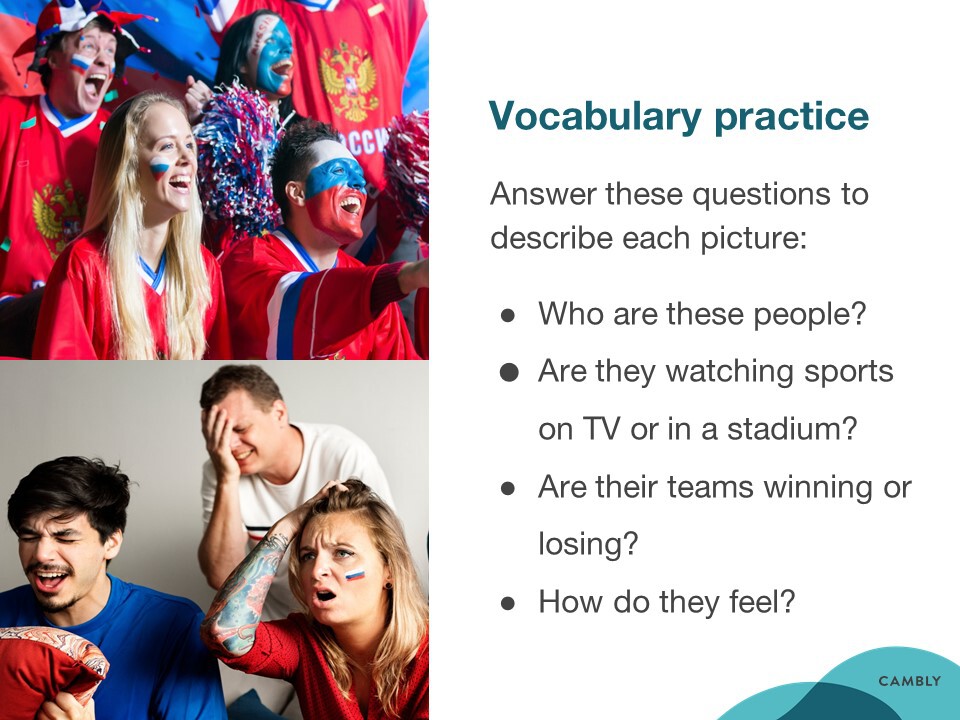 ССИ
Vocabulary practice
Answer these questions to
describe each picture:
● Who are these people?
● Are they watching sports
on TV or in a stadium?
● Are their teams winning or
losing?
● How do they feel?
CAMBLY